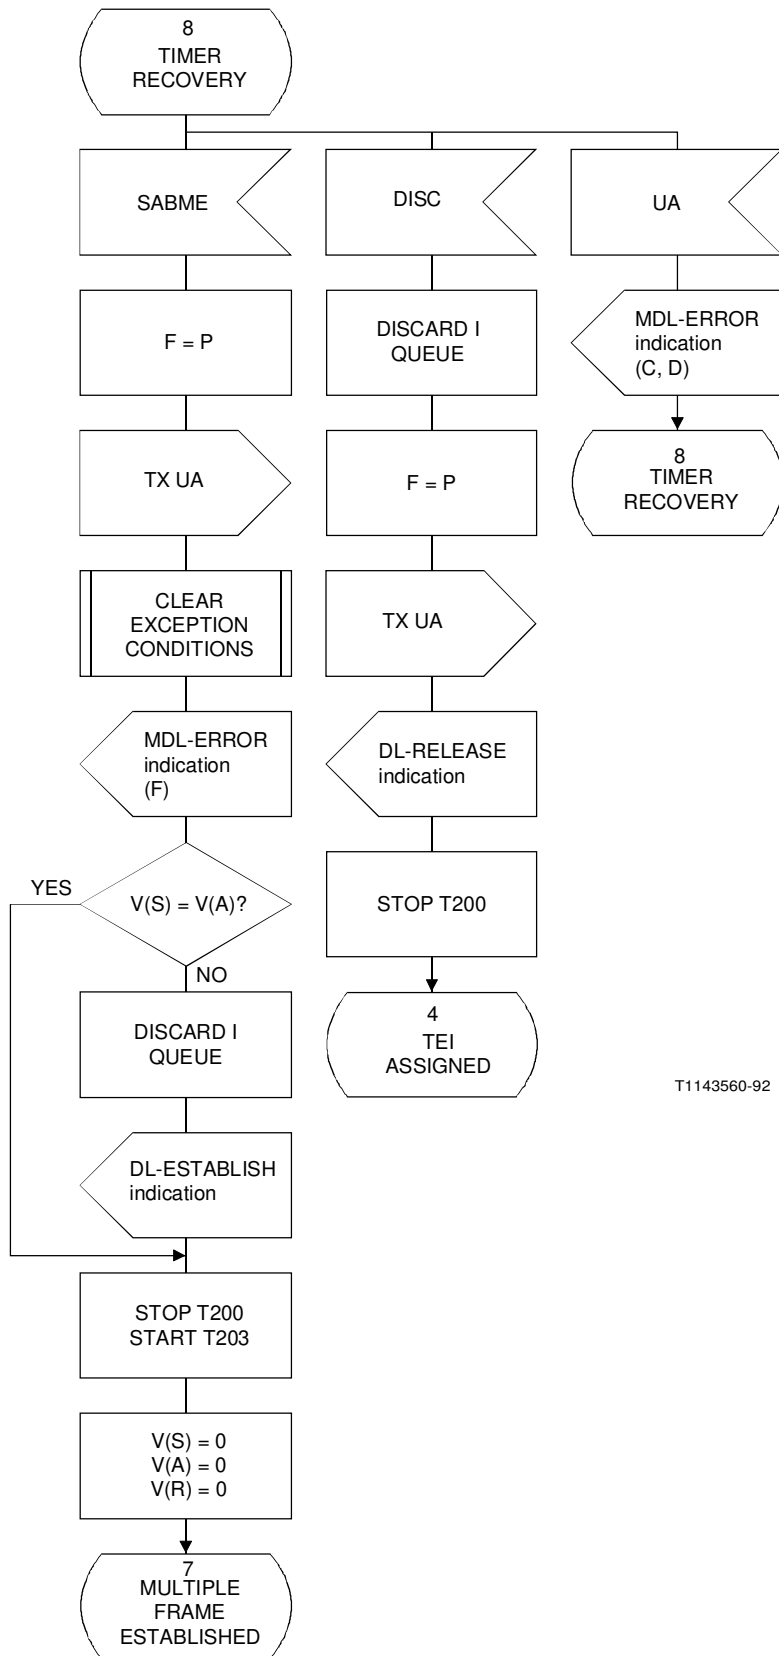 8
TIMER
RECOVERY
SABME
F = P
TX UA
CLEAR
EXCEPTION
CONDITIONS
MDL-ERROR
indication
(F)
YES
V(S) = V(A)?
NO
DISCARD I
QUEUE
DL-ESTABLISH
indication
STOP T200
START T203
V(S) = 0
V(A) = 0
V(R) = 0
7
MULTIPLE
FRAME
ESTABLISHED
DISC
DISCARD I
QUEUE
F = P
TX UA
DL-RELEASE
indication
STOP T200
4
TEI
ASSIGNED
UA
MDL-ERROR
indication
(C, D)
8
TIMER
RECOVERY
T1143560-92